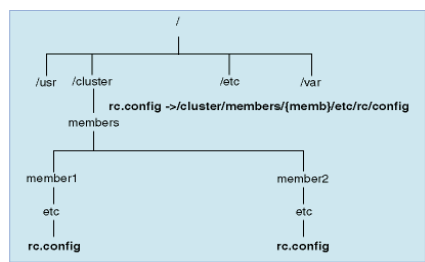 /
/usr /cluster /etc /var
rc.config ->/cluster/members/{memb}/etc/rc/config
members
member1 member2
etc etc
rc.config rc.config